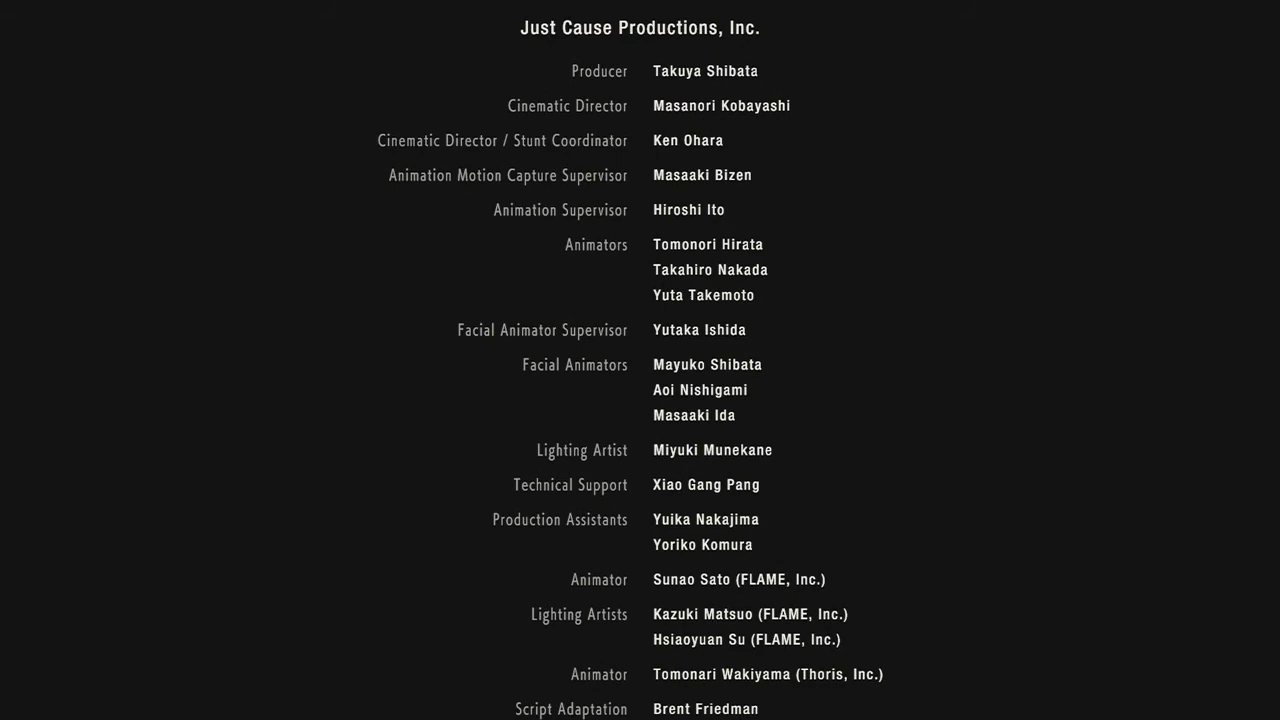 Just Cause Productions, Inc.
Producer Takuya Shibata
Cinematic Director Masanori Kobayashi
Cinematic Director / Stunt Coordinator Ken Ohara
Animation Motion Capture Supervisor Masaaki Bizen
Animation Supervisor Hiroshi Ito
Animators Tomonori Hirata
Takahiro Nakada
Yuta Takemoto
Facial Animator Supervisor Yutaka Ishida
Facial Animators Mayuko Shibata
Aoi Nishigami
Masaaki Ida
Lighting Artist Miyuki Munekane
Technical Support Xiao Gang Pang
Production Assistants Yuika Nakajima
Yoriko Komura
Animator Sunao Sato (FLAME, Inc.)
Lighting Artists Kazuki Matsuo (FLAME, Inc.)
Hsiaoyuan Su (FLAME, Inc.)
Animator Tomonari Wakiyama (Thoris, Inc.)
Script Adaptation Brent Friedman